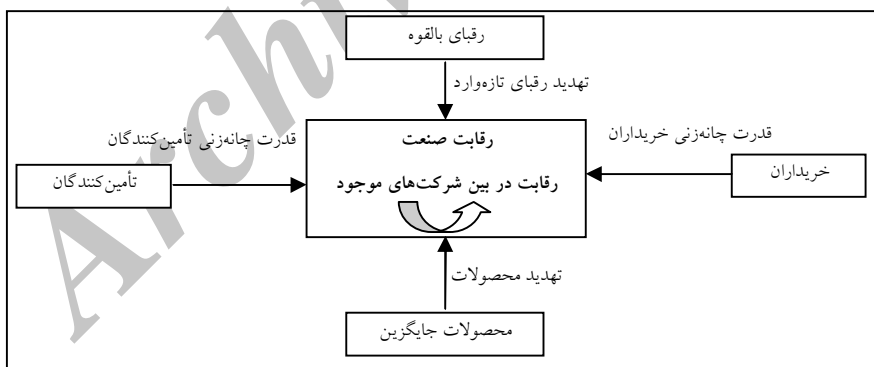 رقبای بالقوه
تهدید رقبای تازه‌وارد
قدرت چانه‌زنی خریداران
رقابت صنعت
قدرت چانه‌زنی تأمین‌کنندگان
خریداران
رقابت در بین شرکت‌های موجود
تأمین‌کنندگان
تهدید محصولات
محصولات جایگزین